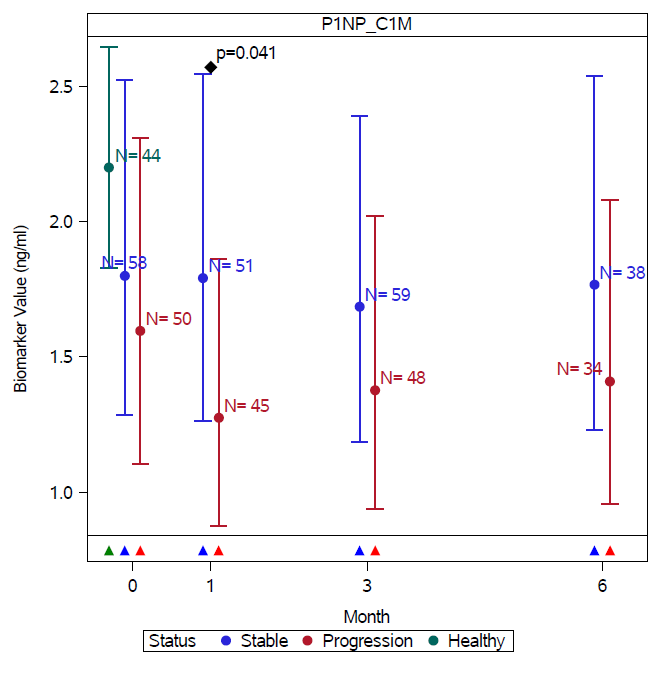 P1NP_C1M
p=0.041
2.5
N= 44
2.0
N= 58
N= 51
N= 38
N= 59
N= 50
1.5
N= 34
N= 48
N= 45
1.0
Biomarker Value (ng/ml)
0 1 3 6
Month
Status Stable Progression Healthy